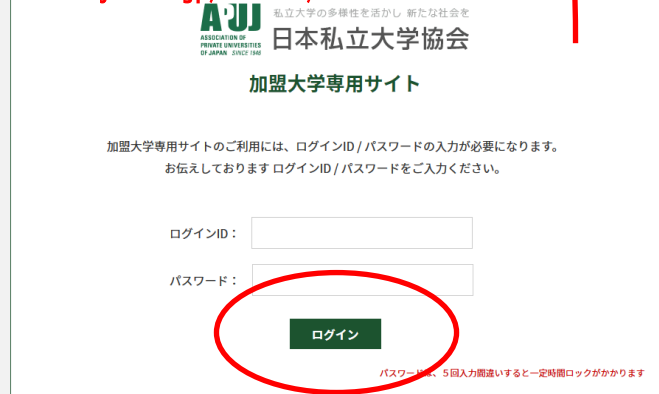 APUJ
私立大学の多様性を活かし 新たな社会を
ASSOCIATION OF
PRIVATE UNIVERSITIES
OF JAPAN SINCE 1946
日本私立大学協会
加盟大学専用サイト
加盟大学専用サイトのご利用には、ログインID / パスワードの入力が必要になります。
お伝えしております ログインID / パスワードをご入力ください。
ログインID：
パスワード：
ログイン
パスワードは、５回入力間違いすると一定時間ロックがかかります